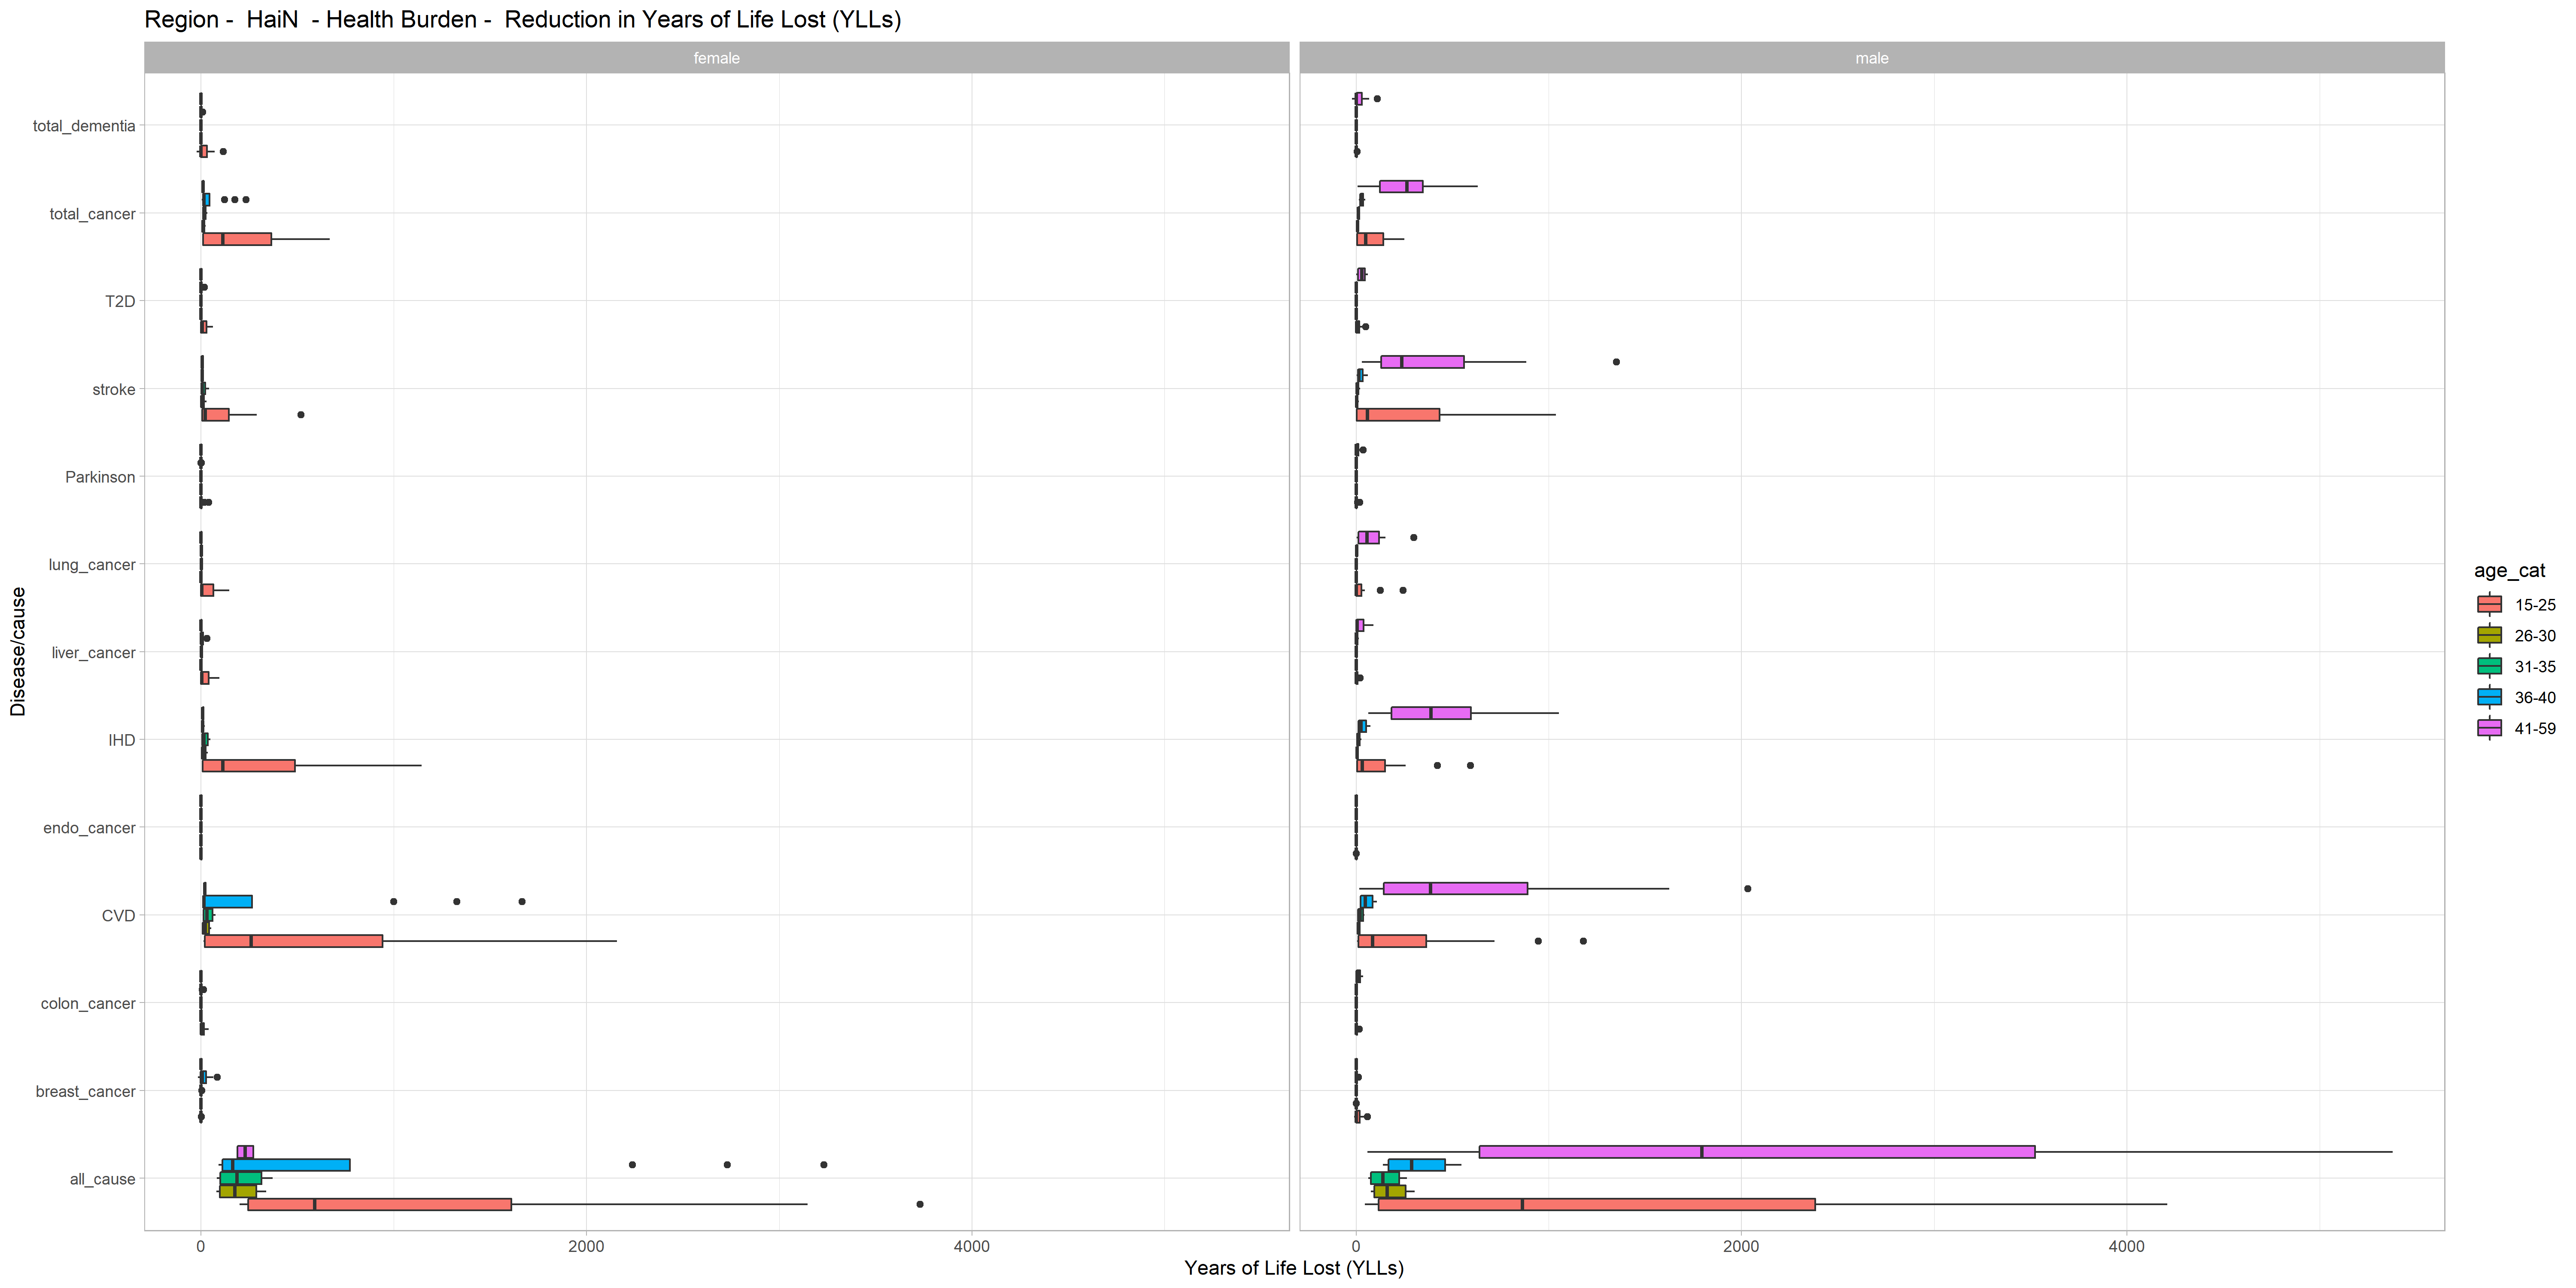 Region -  HaiN  - Health Burden -  Reduction in Years of Life Lost (YLLs)
female
male
total_dementia
total_cancer
T2D
stroke
Parkinson
lung_cancer
liver_cancer
IHD
endo_cancer
CVD
colon_cancer
breast_cancer
all_cause
Disease/cause
0
2000
4000
0
2000
4000
Years of Life Lost (YLLs)
age_cat
15-25
26-30
31-35
36-40
41-59